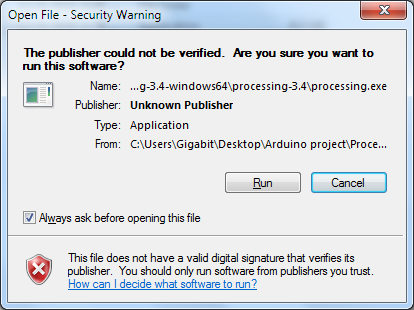 Open File - Security Warning
The publisher could not be verified. Are you sure you want to
run this software?
Name: ...g-3.4-windows64\processing-3.4\processing.exe
Publisher: Unknown Publisher
Type: Application
From: C:\Users\Gigabit\Desktop\Arduino project\Proce...
Run Cancel
Always ask before opening this file
This file does not have a valid digital signature that verifies its
publisher. You should only run software from publishers you trust.
How can I decide what software to run?